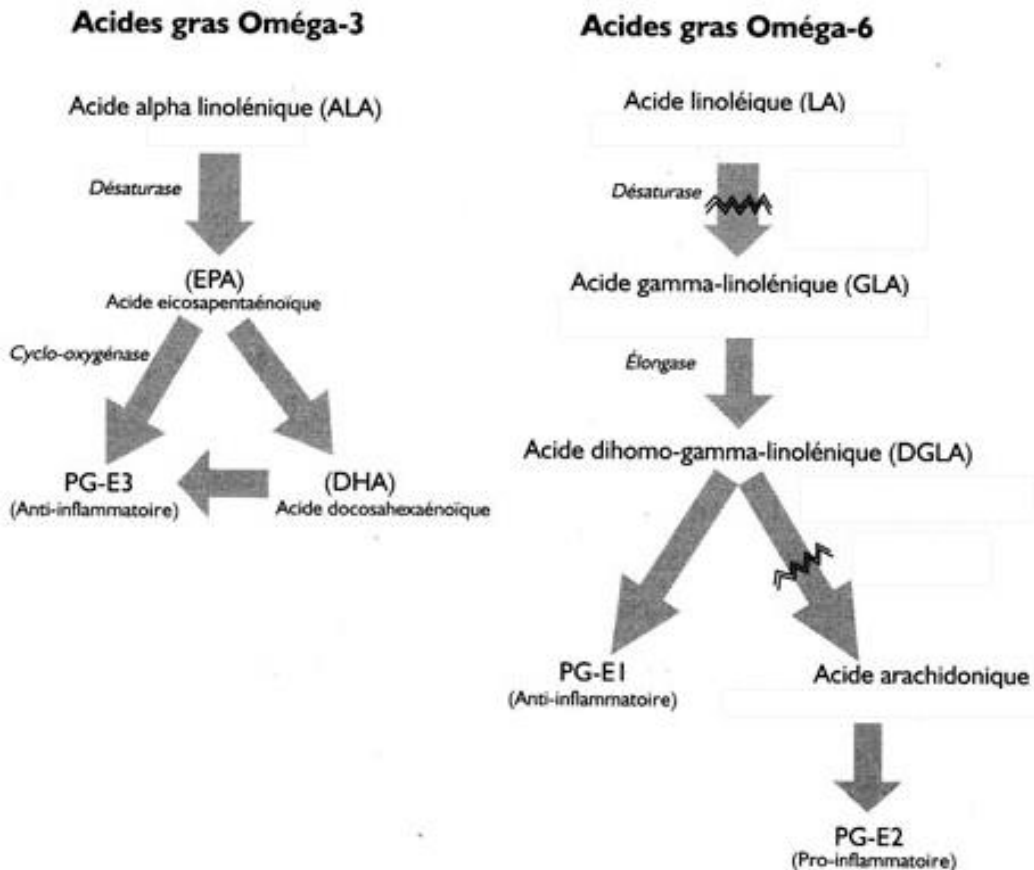 Acides gras Oméga-3
Acide alpha linolénique (ALA)
Désaturase
(EPA)
Acide eicosapentaénoïque
Cyclo-oxygénase
PG-E3
(Anti-inflammatoire)
(DHA)
Acide docosahexaénoïque
Acides gras Oméga-6
Acide linoléique (LA)
Désaturase
Acide gamma-linolénique (GLA)
Élongase
Acide dihomo-gamma-linolénique (DGLA)
PG-E1
(Anti-inflammatoire)
Acide arachidonique
PG-E2
(Pro-inflammatoire)